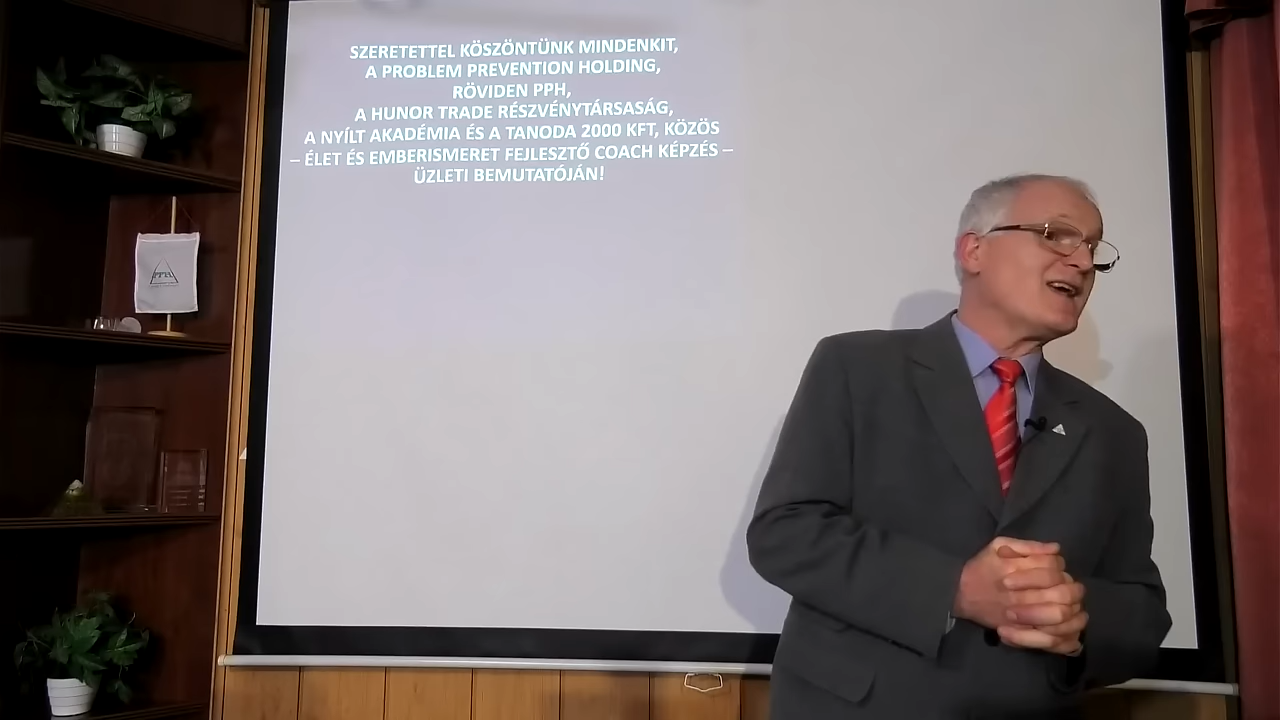 SZERETETTEL KÖSZÖNTÜNK MINDENKIT,
A PROBLEM PREVENTION HOLDING,
RÖVIDEN PPH,
A HUNOR TRADE RÉSZVÉNYTÁRSASÁG,
A NYÍLT AKADÉMIA ÉS A TANODA 2000 KFT, KÖZÖS
– ÉLET ÉS EMBERISMERET FEJLESZTŐ COACH KÉPZÉS –
ÜZLETI BEMUTATÓJÁN!